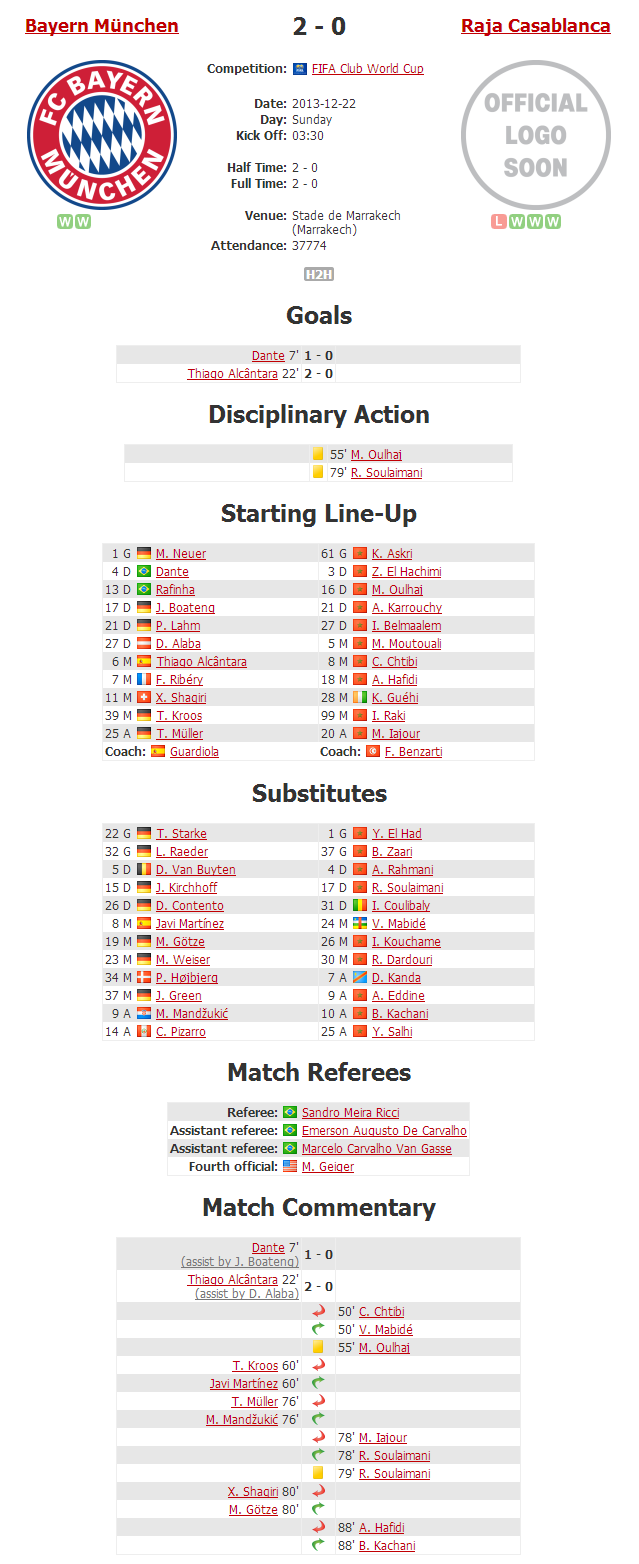 Bayern München 2 - 0 Raja Casablanca
FC BAYERN
MÜNCHEN
OFFICIAL
LOGO
SOON
Competition: FIFA Club World Cup
Date: 2013-12-22
Day: Sunday
Kick Off: 03:30
Half Time: 2 - 0
Full Time: 2 - 0
Venue: Stade de Marrakech
(Marrakech)
Attendance: 37774
W W
L W W W
H2H
Goals
Dante 7' 1 - 0
Thiago Alcântara 22' 2 - 0
Disciplinary Action
55' M. Oulhaj
79' R. Soulaimani
Starting Line-Up
1 G M. Neuer 61 G K. Askri
4 D Dante 3 D Z. El Hachimi
13 D Rafinha 16 D M. Oulhaj
17 D J. Boateng 21 D A. Karrouchy
21 D P. Lahm 27 D I. Belmaalem
27 D D. Alaba 5 M M. Moutouali
6 M Thiago Alcântara 8 M C. Chtibi
7 M F. Ribéry 18 M A. Hafidi
11 M X. Shaqiri 28 M K. Guéhi
39 M T. Kroos 99 M I. Raki
25 A T. Müller 20 A M. Iajour
Coach: Guardiola Coach: F. Benzarti
Substitutes
22 G T. Starke 1 G Y. El Had
32 G L. Raeder 37 G B. Zaari
5 D D. Van Buyten 4 D A. Rahmani
15 D J. Kirchhoff 17 D R. Soulaimani
26 D D. Contento 31 D I. Coulibaly
8 M Javi Martínez 24 M V. Mabidé
19 M M. Götze 26 M I. Kouchame
23 M M. Weiser 30 M R. Dardouri
34 M P. Højbjerg 7 A D. Kanda
37 M J. Green 9 A A. Eddine
9 A M. Mandžukić 10 A B. Kachani
14 A C. Pizarro 25 A Y. Salhi
Match Referees
Referee: Sandro Meira Ricci
Assistant referee: Emerson Augusto De Carvalho
Assistant referee: Marcelo Carvalho Van Gasse
Fourth official: M. Geiger
Match Commentary
Dante 7' 1 - 0
(assist by J. Boateng)
Thiago Alcântara 22' 2 - 0
(assist by D. Alaba)
50' C. Chtibi
50' V. Mabidé
55' M. Oulhaj
T. Kroos 60'
Javi Martínez 60'
T. Müller 76'
M. Mandžukić 76'
78' M. Iajour
78' R. Soulaimani
79' R. Soulaimani
X. Shaqiri 80'
M. Götze 80'
88' A. Hafidi
88' B. Kachani